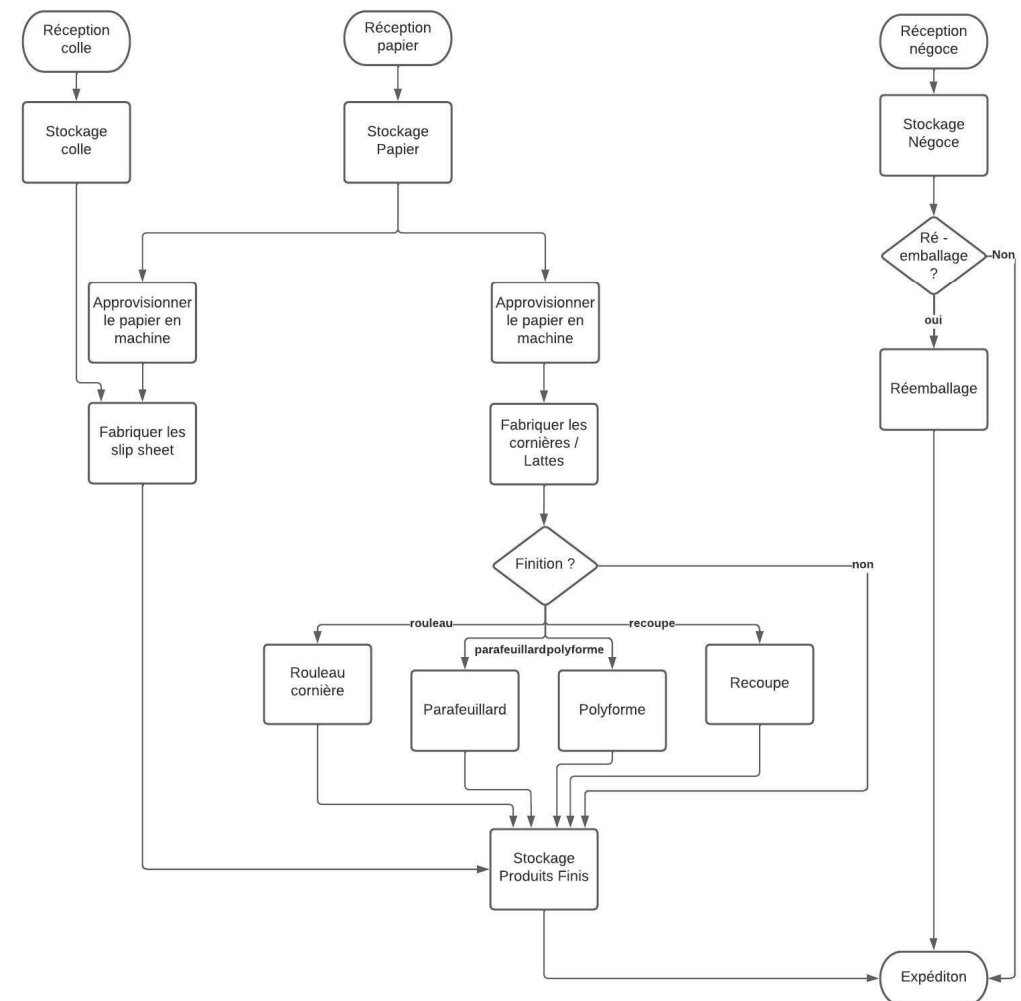 Réception
colle
Réception
papier
Réception
négoce
Stockage
colle
Stockage
Papier
Stockage
Négoce
Ré -
emballage
?
Non
oui
Approvisionner
le papier en
machine
Approvisionner
le papier en
machine
Réemballage
Fabriquer les
slip sheet
Fabriquer les
cornières /
Lattes
Finition ?
non
rouleau
recoupe
parafeuillard
polyforme
Rouleau
cornière
Parafeuillard
Polyforme
Recoupe
Stockage
Produits Finis
Expéditon